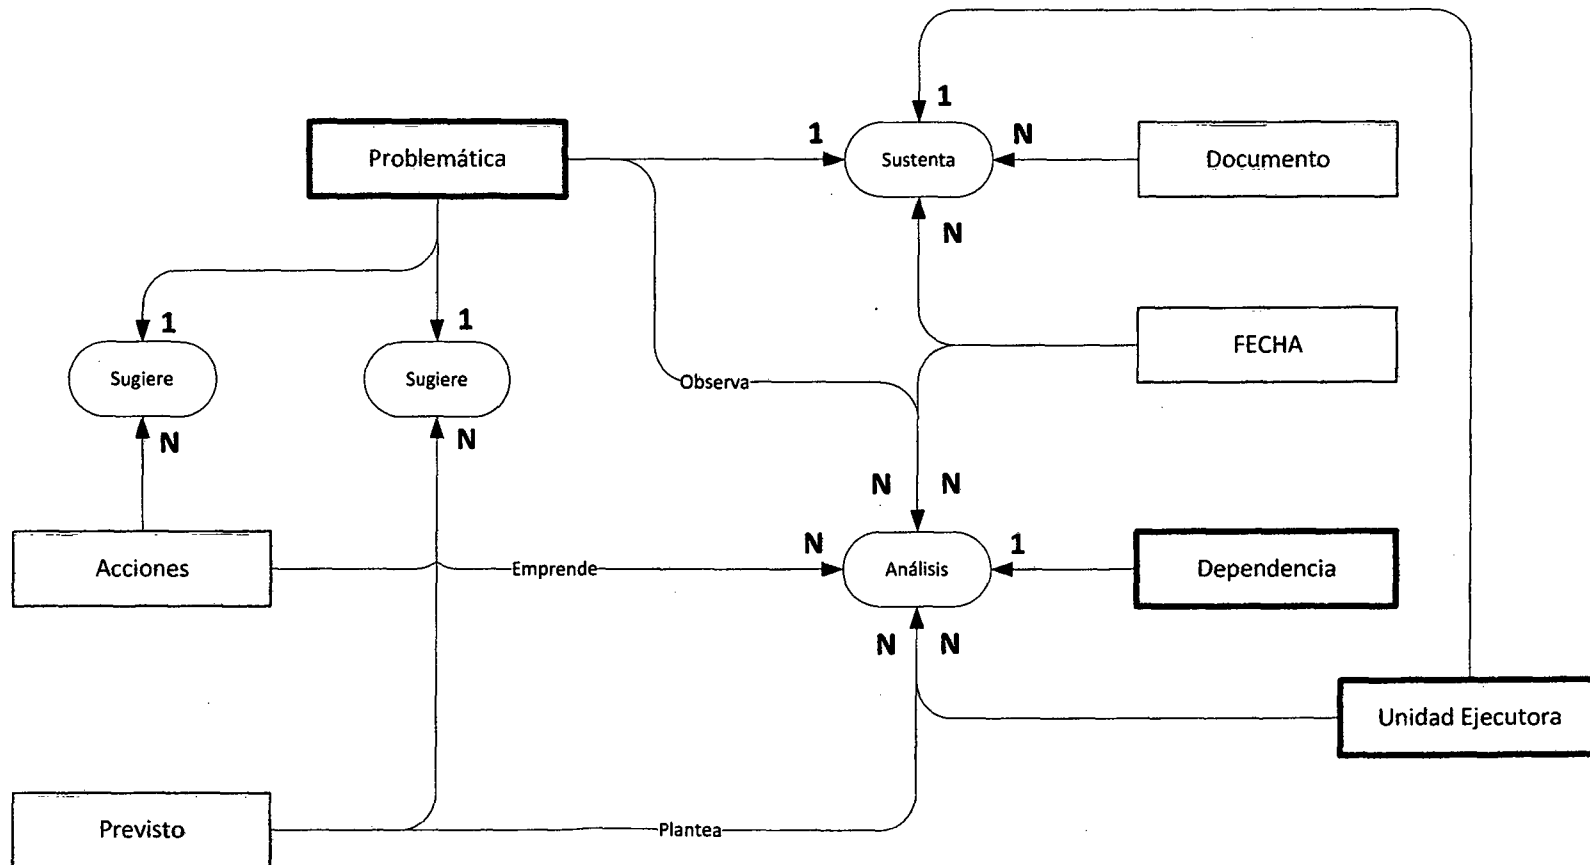 1
Problemática
1
Sustenta
N
Documento
N
1
1
FECHA
Sugiere
Sugiere
Observa
N
N
N
N
Acciones
Emprende
N
Análisis
1
Dependencia
N
N
Unidad Ejecutora
Previsto
Plantea